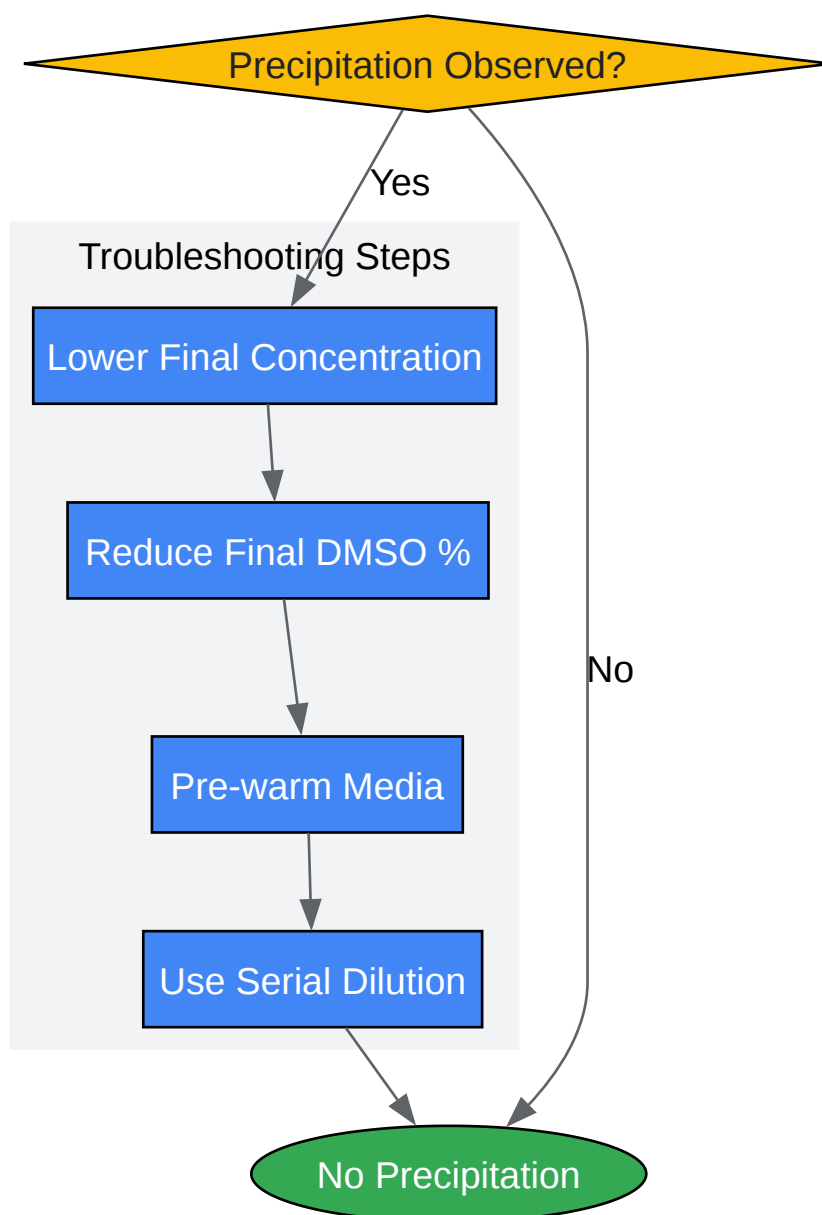 Precipitation Observed?
Yes
Troubleshooting Steps
Lower Final Concentration
Reduce Final DMSO %
No
Pre-warm Media
Use Serial Dilution
No Precipitation